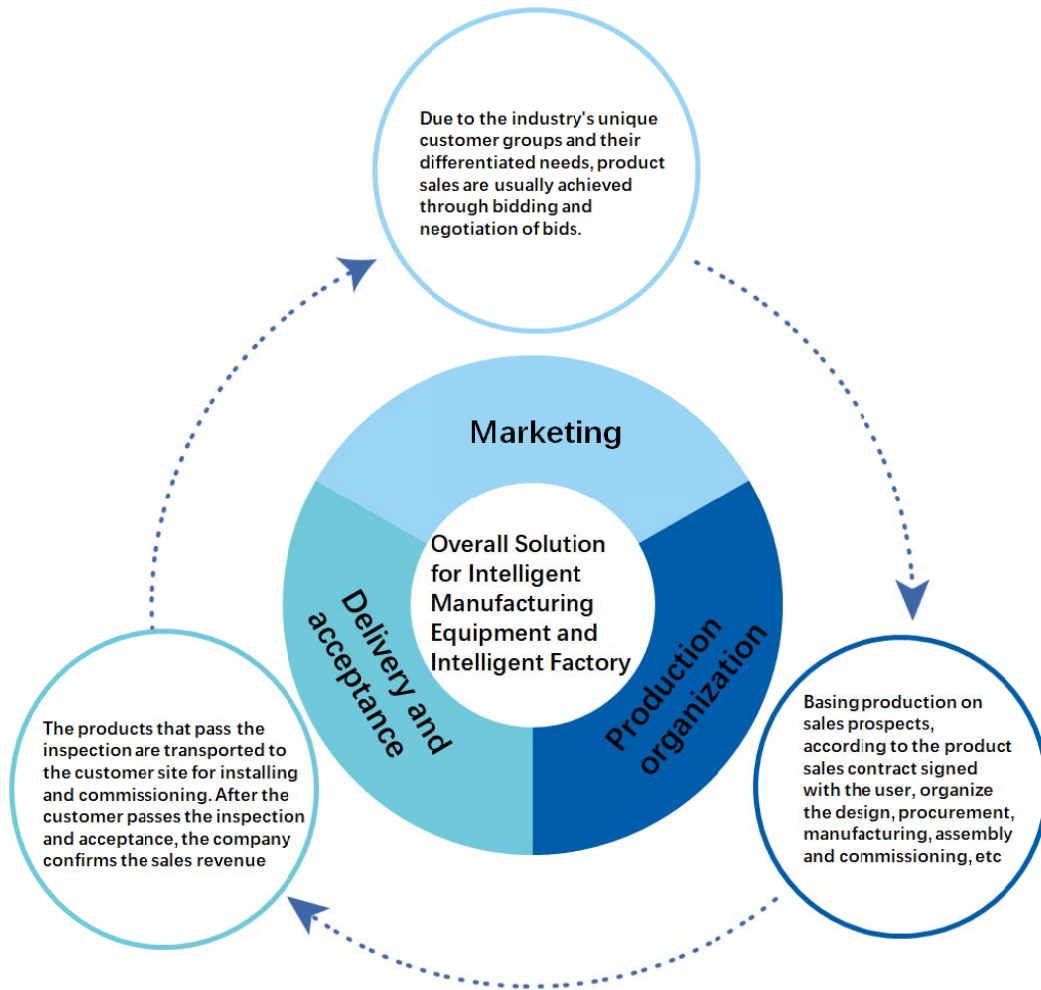 Due to the industry's unique
customer groups and their
differentiated needs, product
sales are usually achieved
through bidding and
negotiation of bids.
Marketing
Overall Solution
for Intelligent
Manufacturing
Equipment and
Intelligent Factory
Delivery and
acceptance
Production
organization
Basing production on
sales prospects,
according to the product
sales contract signed
with the user, organize
the design, procurement,
manufacturing, assembly
and commissioning, etc
The products that pass the
inspection are transported to
the customer site for installing
and commissioning. After the
customer passes the inspection
and acceptance, the company
confirms the sales revenue